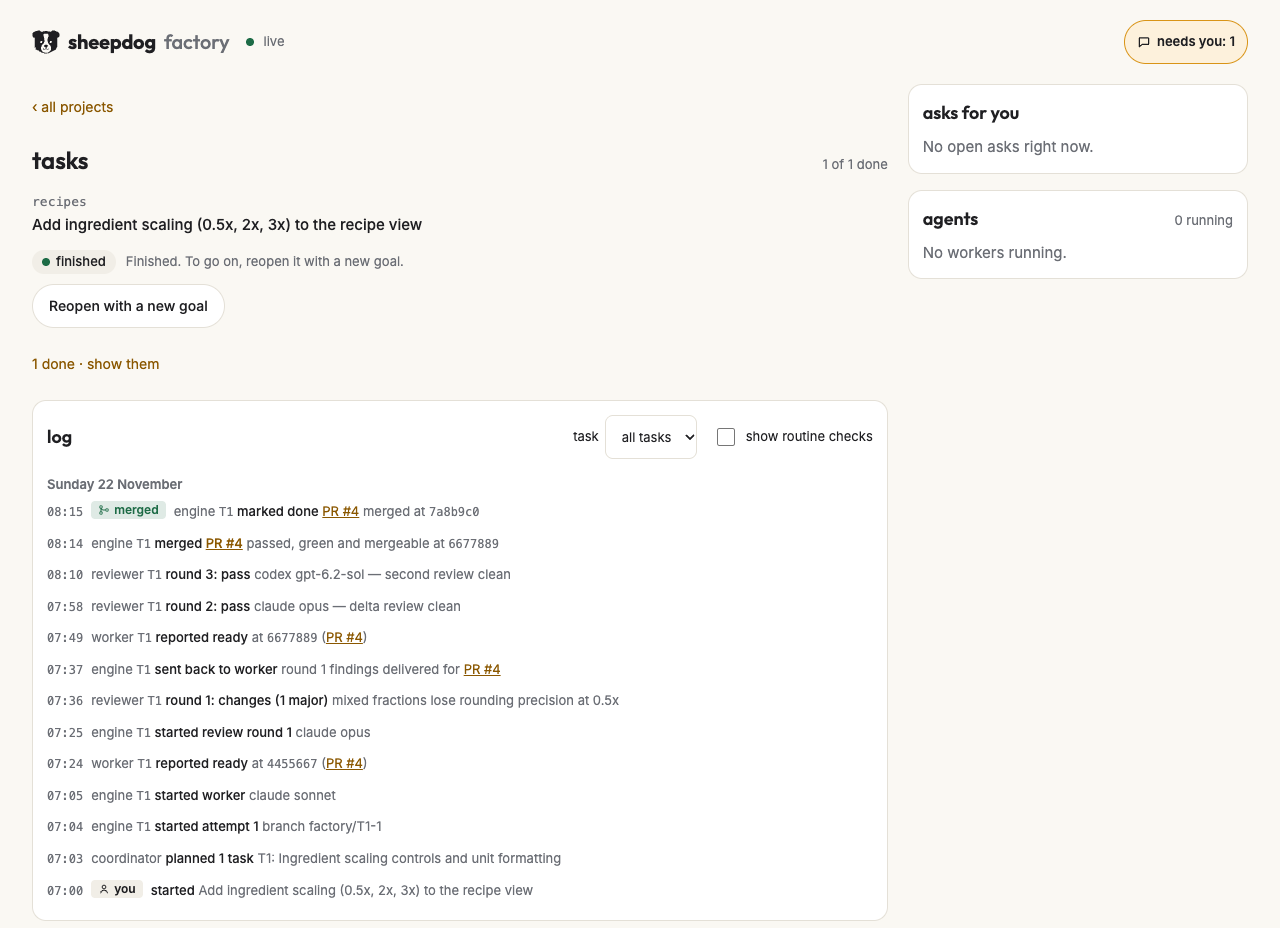 sheepdog factory live
needs you: 1
‹ all projects
tasks
1 of 1 done
recipes
Add ingredient scaling (0.5x, 2x, 3x) to the recipe view
finished Finished. To go on, reopen it with a new goal.
Reopen with a new goal
1 done · show them
log
task all tasks show routine checks
Sunday 22 November
08:15 merged engine T1 marked done PR #4 merged at 7a8b9c0
08:14 engine T1 merged PR #4 passed, green and mergeable at 6677889
08:10 reviewer T1 round 3: pass codex gpt-6.2-sol — second review clean
07:58 reviewer T1 round 2: pass claude opus — delta review clean
07:49 worker T1 reported ready at 6677889 (PR #4)
07:37 engine T1 sent back to worker round 1 findings delivered for PR #4
07:36 reviewer T1 round 1: changes (1 major) mixed fractions lose rounding precision at 0.5x
07:25 engine T1 started review round 1 claude opus
07:24 worker T1 reported ready at 4455667 (PR #4)
07:05 engine T1 started worker claude sonnet
07:04 engine T1 started attempt 1 branch factory/T1-1
07:03 coordinator planned 1 task T1: Ingredient scaling controls and unit formatting
07:00 you started Add ingredient scaling (0.5x, 2x, 3x) to the recipe view
asks for you
No open asks right now.
agents
0 running
No workers running.